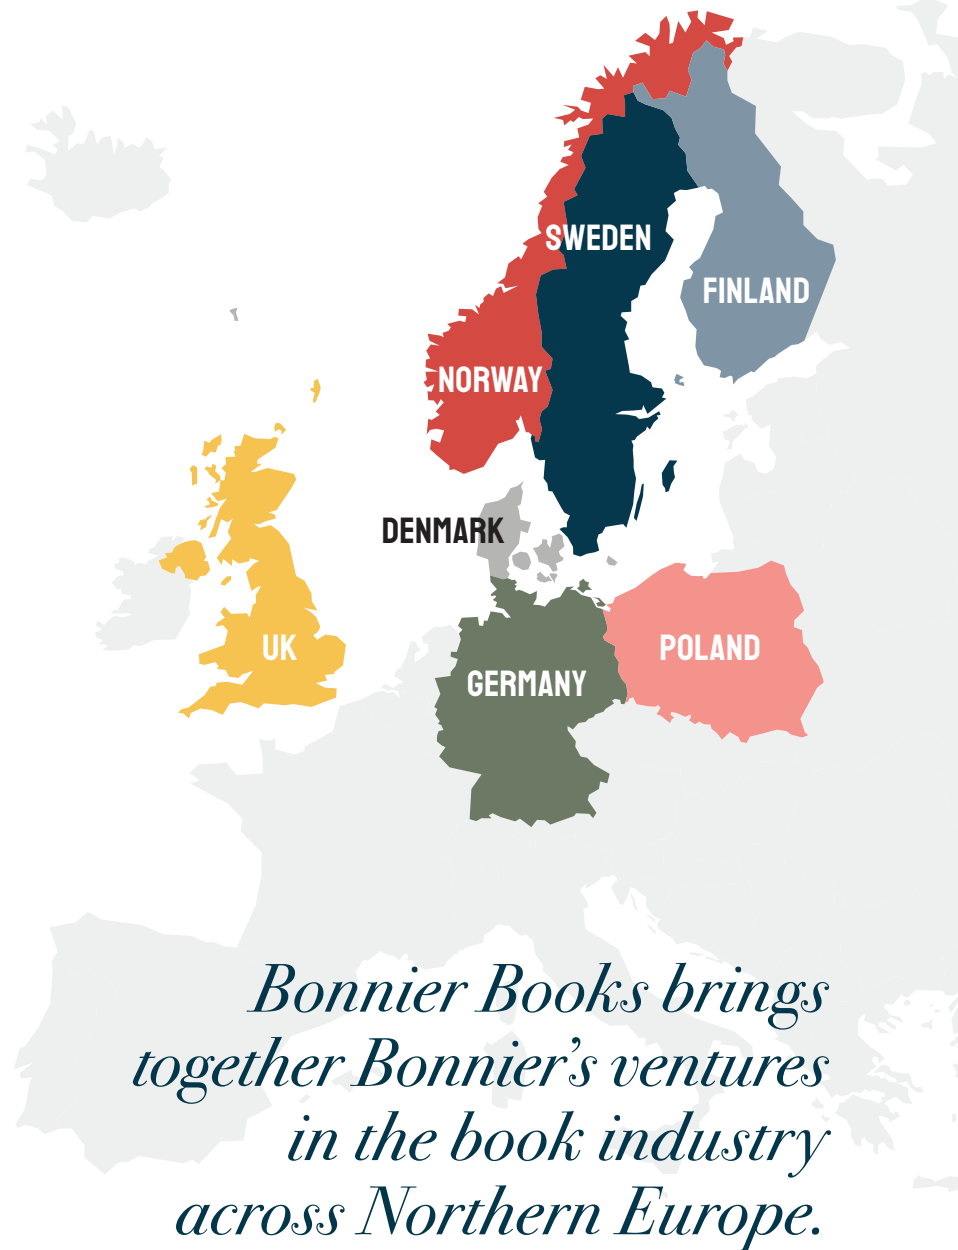 SWEDEN
FINLAND
NORWAY
DENMARK
UK
POLAND
GERMANY
Bonnier Books brings
together Bonnier’s ventures
in the book industry
across Northern Europe.